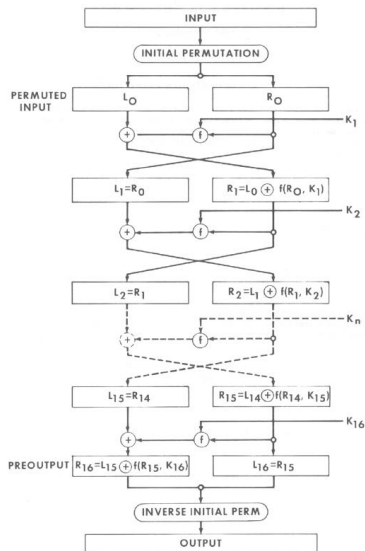 INPUT
INITIAL PERMUTATION
PERMUTED
INPUT
L0
R0
K1
+
f
L1=R0
R1=L0 ⊕ f(R0, K1)
K2
+
f
L2=R1
R2=L1 ⊕ f(R1, K2)
Kn
+
f
L15=R14
R15=L14 ⊕ f(R14, K15)
K16
+
f
PREOUTPUT
R16=L15 ⊕ f(R15, K16)
L16=R15
INVERSE INITIAL PERM
OUTPUT